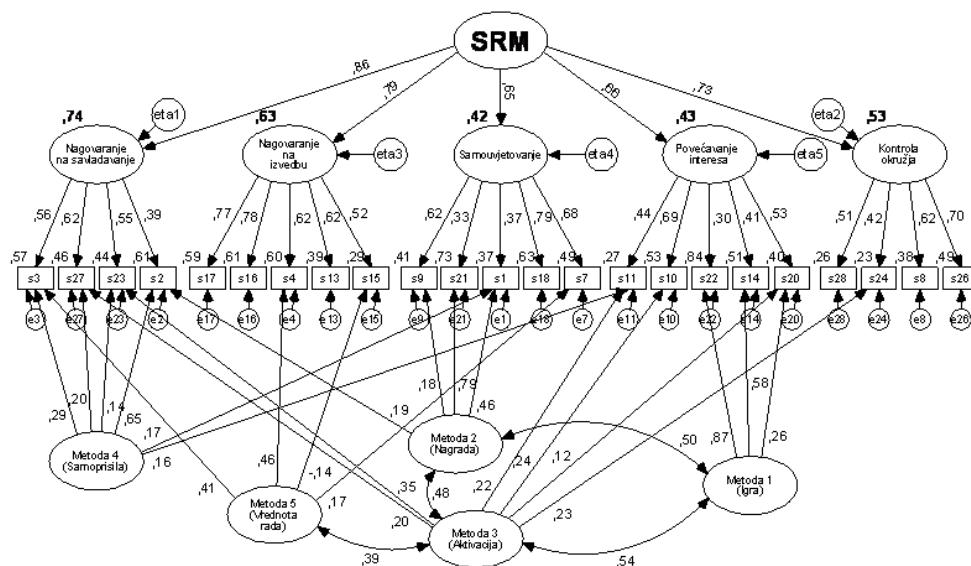 SRM
,86
,79
,65
,66
,73
,74
eta1
,63
,42
,43
eta2
,53
Nagovaranje
na savladavanje
Nagovaranje
na
izvedbu
eta3
Samouvjetovanje
eta4
Povećavanje
interesa
eta5
Kontrola
okružja
,56
,62
,55
,39
,77
,78
,62
,62
,52
,62
,33
,37
,79
,68
,44
,69
,30
,41
,53
,51
,42
,62
,70
,57
,46
,44
,61
,59
,61
,60
,39
,29
,41
,73
,37
,63
,49
,27
,53
,84
,51
,40
,26
,23
,38
,49
s3
s27
s23
s2
s17
s16
s4
s13
s15
s9
s21
s1
s18
s7
s11
s10
s22
s14
s20
s28
s24
s8
s26
e3
e27
e23
e2
e17
e16
e4
e13
e15
e9
e21
e1
e18
e7
e11
e10
e22
e14
e20
e28
e24
e8
e26
,29
,20
,14
,65
,17
,16
,19
,18
,79
,46
,58
,87
,26
Metoda 4
(Samoprisila)
Metoda 2
(Nagrada)
,50
,24
,12
Metoda 1
(Igra)
,41
,46
-,14
,17
,35
,48
,22
,23
,20
Metoda 5
(Vrednota
rada)
Metoda 3
(Aktivacija)
,39
,54